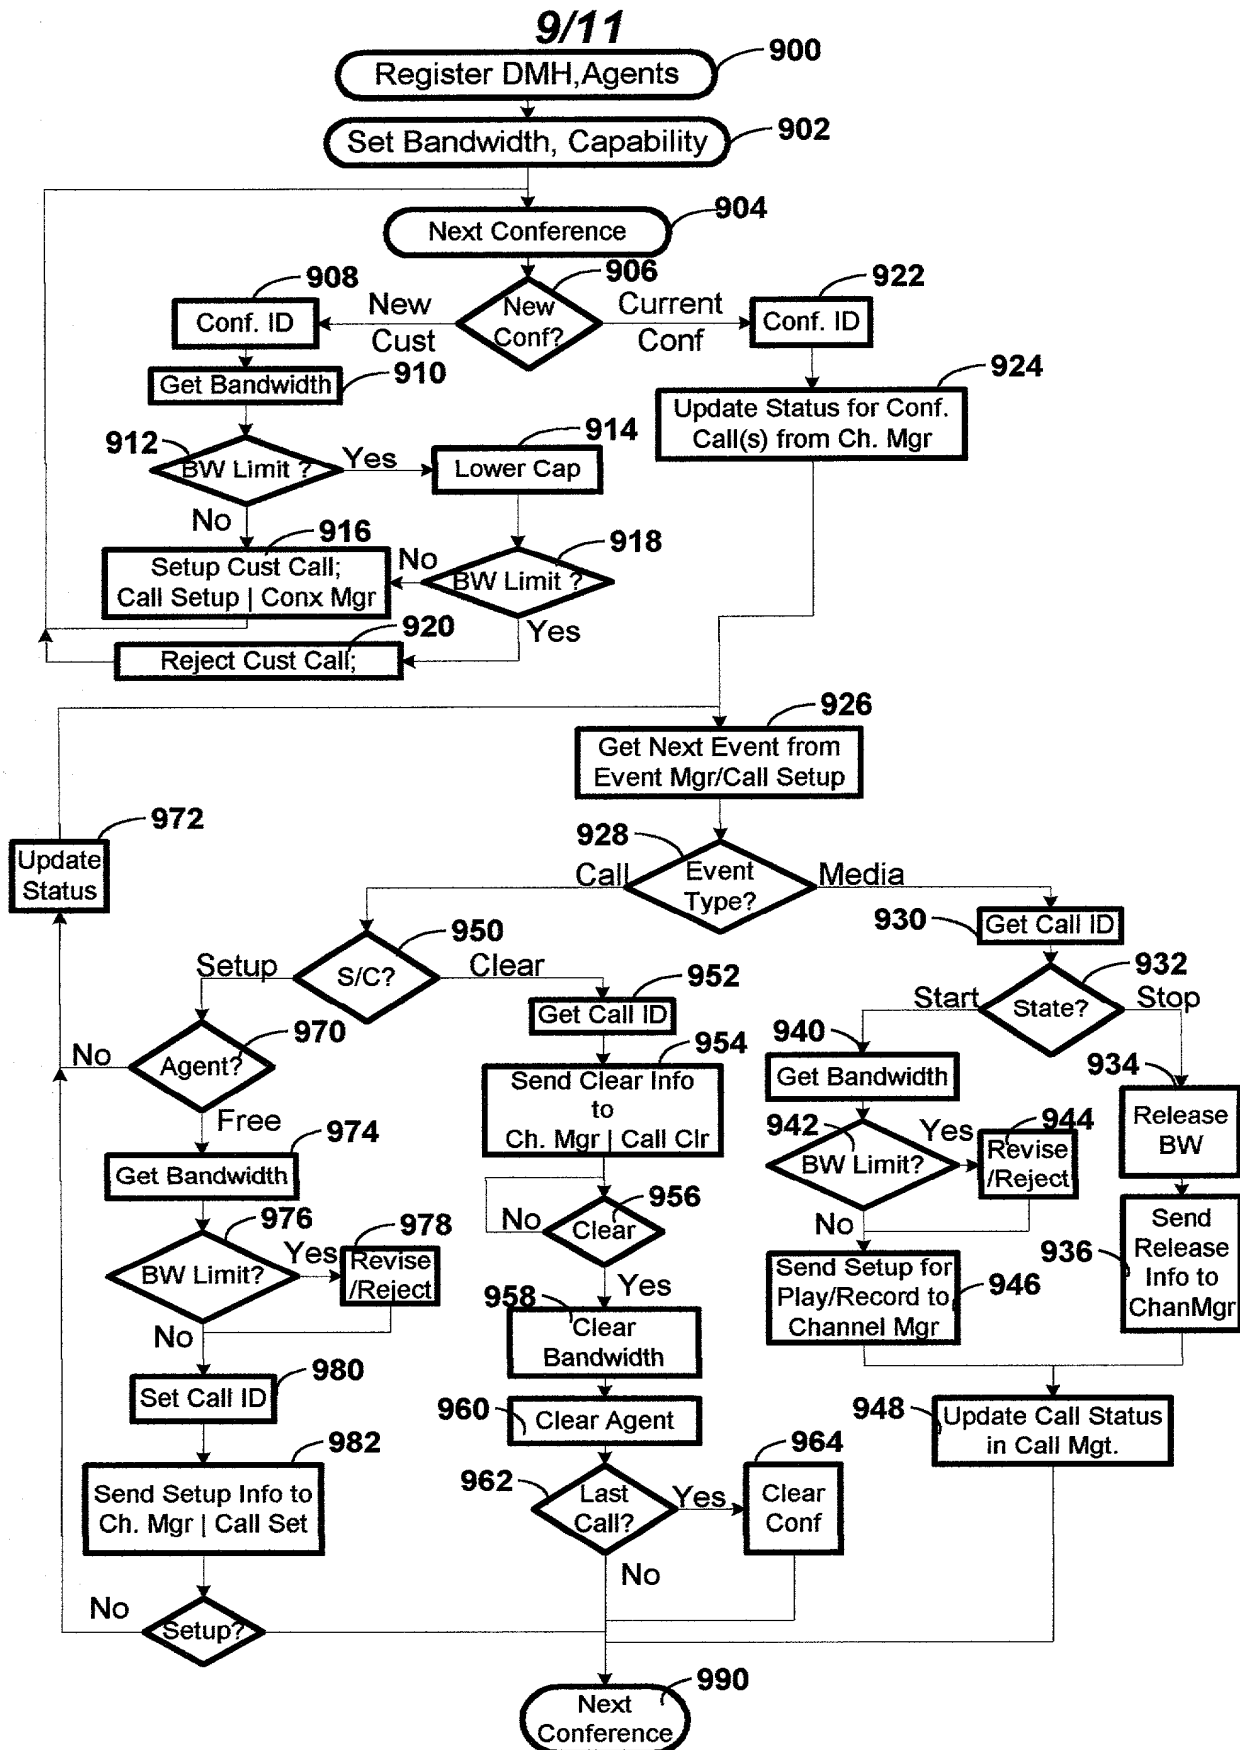 9/11
900
Register DMH,Agents
902
Set Bandwidth, Capability
904
Next Conference
906
908
922
New
Cust
New
Conf?
Current
Conf
Conf. ID
Conf. ID
910
Get Bandwidth
924
Update Status for Conf.
Call(s) from Ch. Mgr
912
914
BW Limit ?
Yes
Lower Cap
No
916
918
Setup Cust Call;
Call Setup | Conx Mgr
No
BW Limit ?
Yes
920
Reject Cust Call;
926
Get Next Event from
Event Mgr/Call Setup
972
Update
Status
928
Call
Event
Type?
Media
930
Get Call ID
950
Setup
S/C?
Clear
932
Start
State?
Stop
952
Get Call ID
970
No
Agent?
Free
954
Send Clear Info
to
Ch. Mgr | Call Clr
940
Get Bandwidth
934
Release
BW
974
Get Bandwidth
942
BW Limit?
Yes
944
Revise
/Reject
No
956
No
Clear
Yes
976
BW Limit?
Yes
978
Revise
/Reject
No
936
Send
Release
Info to
ChanMgr
946
Send Setup for
Play/Record to
Channel Mgr
958
Clear
Bandwidth
980
Set Call ID
960
Clear Agent
948
Update Call Status
in Call Mgt.
982
Send Setup Info to
Ch. Mgr | Call Set
962
Last
Call?
Yes
964
Clear
Conf
No
No
Setup?
990
Next
Conference